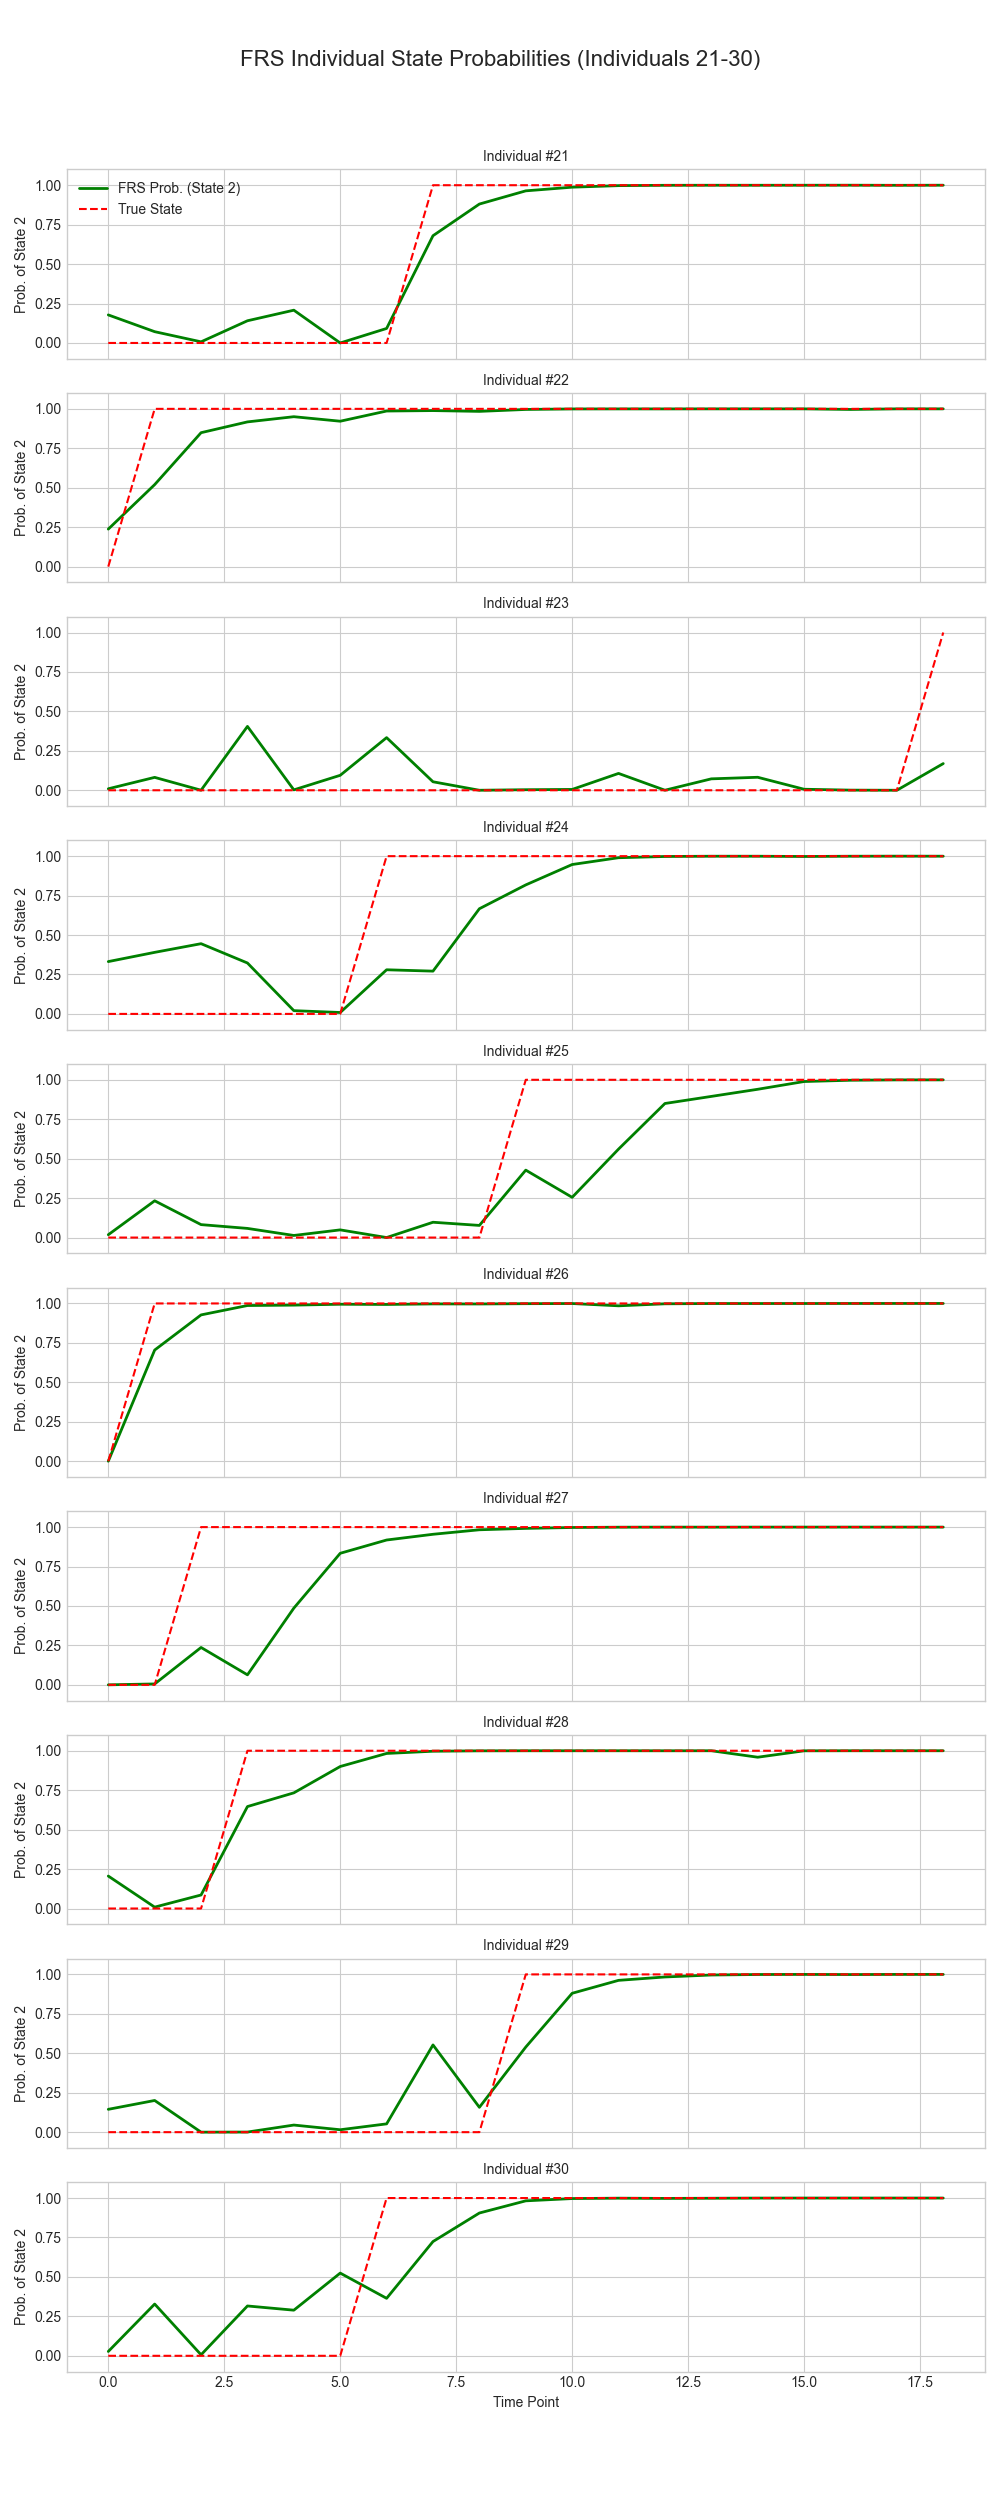 FRS Individual State Probabilities (Individuals 21-30)
Individual #21
FRS Prob. (State 2)
True State
Prob. of State 2
1.00
0.75
0.50
0.25
0.00
Individual #22
Prob. of State 2
1.00
0.75
0.50
0.25
0.00
Individual #23
Prob. of State 2
1.00
0.75
0.50
0.25
0.00
Individual #24
Prob. of State 2
1.00
0.75
0.50
0.25
0.00
Individual #25
Prob. of State 2
1.00
0.75
0.50
0.25
0.00
Individual #26
Prob. of State 2
1.00
0.75
0.50
0.25
0.00
Individual #27
Prob. of State 2
1.00
0.75
0.50
0.25
0.00
Individual #28
Prob. of State 2
1.00
0.75
0.50
0.25
0.00
Individual #29
Prob. of State 2
1.00
0.75
0.50
0.25
0.00
Individual #30
Prob. of State 2
1.00
0.75
0.50
0.25
0.00
0.0 2.5 5.0 7.5 10.0 12.5 15.0 17.5
Time Point